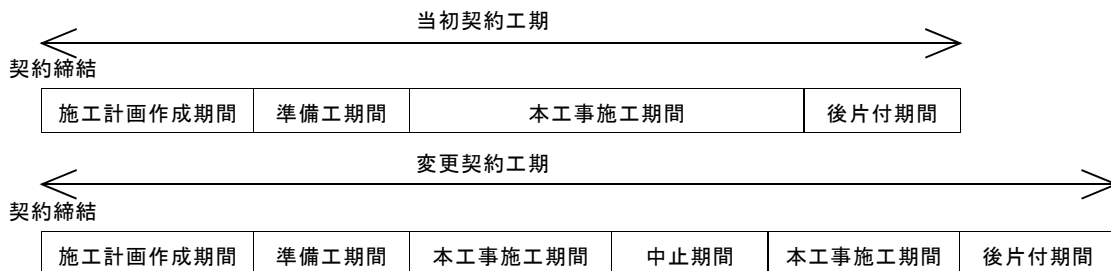 当初契約工期
契約締結
施工計画作成期間 準備工期間 本工事施工期間 後片付期間
変更契約工期
契約締結
施工計画作成期間 準備工期間 本工事施工期間 中止期間 本工事施工期間 後片付期間